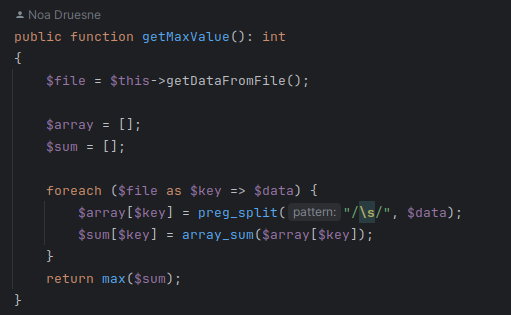 Noa Druesne
public function getMaxValue(): int
{
    $file = $this->getDataFromFile();

    $array = [];
    $sum = [];

    foreach ($file as $key => $data) {
        $array[$key] = preg_split( pattern: "/\s/", $data);
        $sum[$key] = array_sum($array[$key]);
    }
    return max($sum);
}